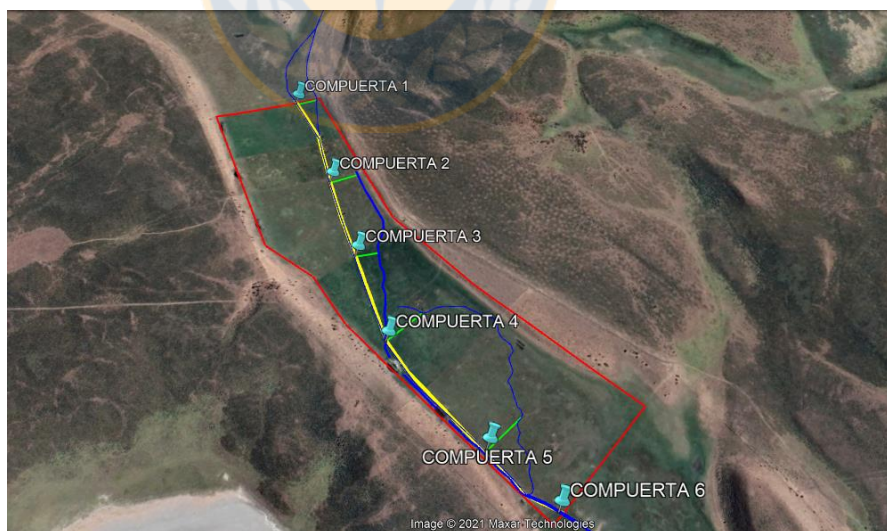 COMPUERTA 1
COMPUERTA 2
COMPUERTA 3
COMPUERTA 4
COMPUERTA 5
COMPUERTA 6
Image © 2021 Maxar Technologies